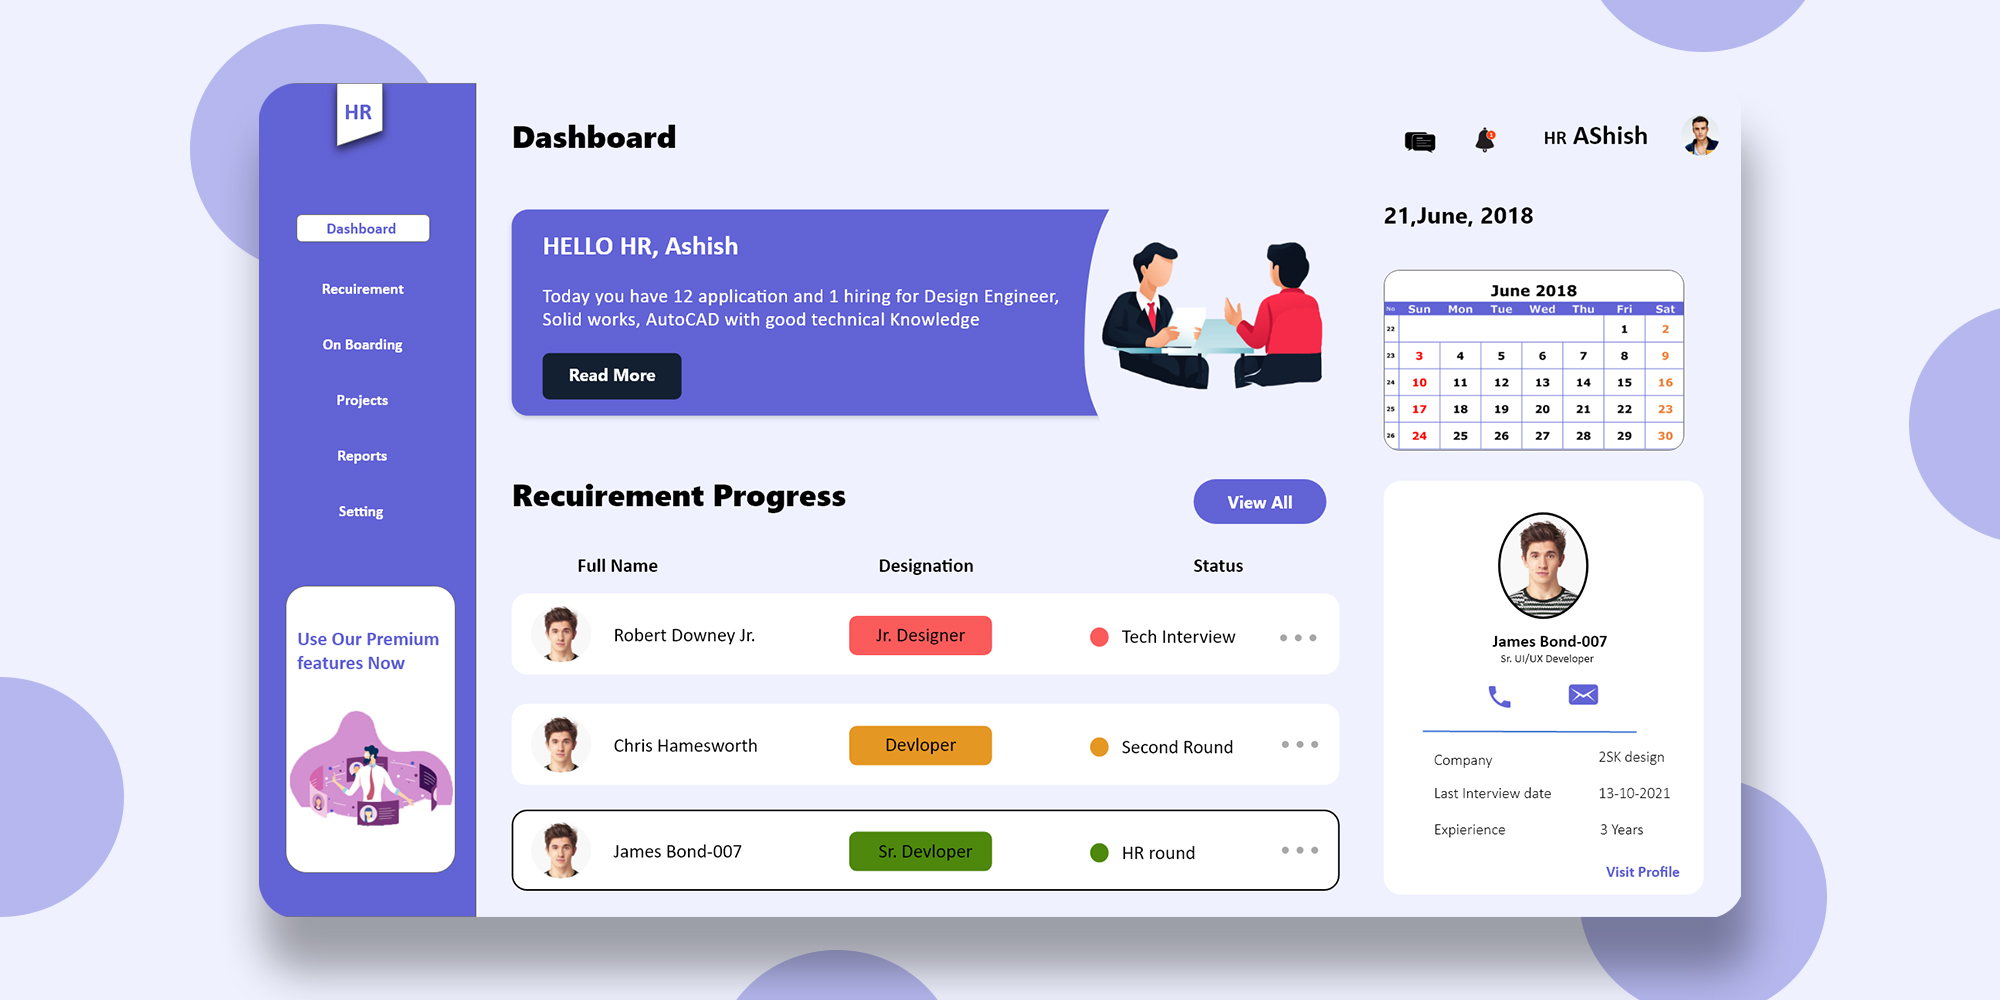 HR
Dashboard
Recuirement
On Boarding
Projects
Reports
Setting
Use Our Premium
features Now
Dashboard
1
HR AShish
HELLO HR, Ashish
Today you have 12 application and 1 hiring for Design Engineer,
Solid works, AutoCAD with good technical Knowledge
Read More
21,June, 2018
June 2018
No Sun Mon Tue Wed Thu Fri Sat
22 1 2
23 3 4 5 6 7 8 9
24 10 11 12 13 14 15 16
25 17 18 19 20 21 22 23
26 24 25 26 27 28 29 30
Recuirement Progress
View All
Full Name Designation Status
Robert Downey Jr. Jr. Designer Tech Interview
Chris Hamesworth Devloper Second Round
James Bond-007 Sr. Devloper HR round
James Bond-007
Sr. UI/UX Developer
Company 2SK design
Last Interview date 13-10-2021
Expierience 3 Years
Visit Profile